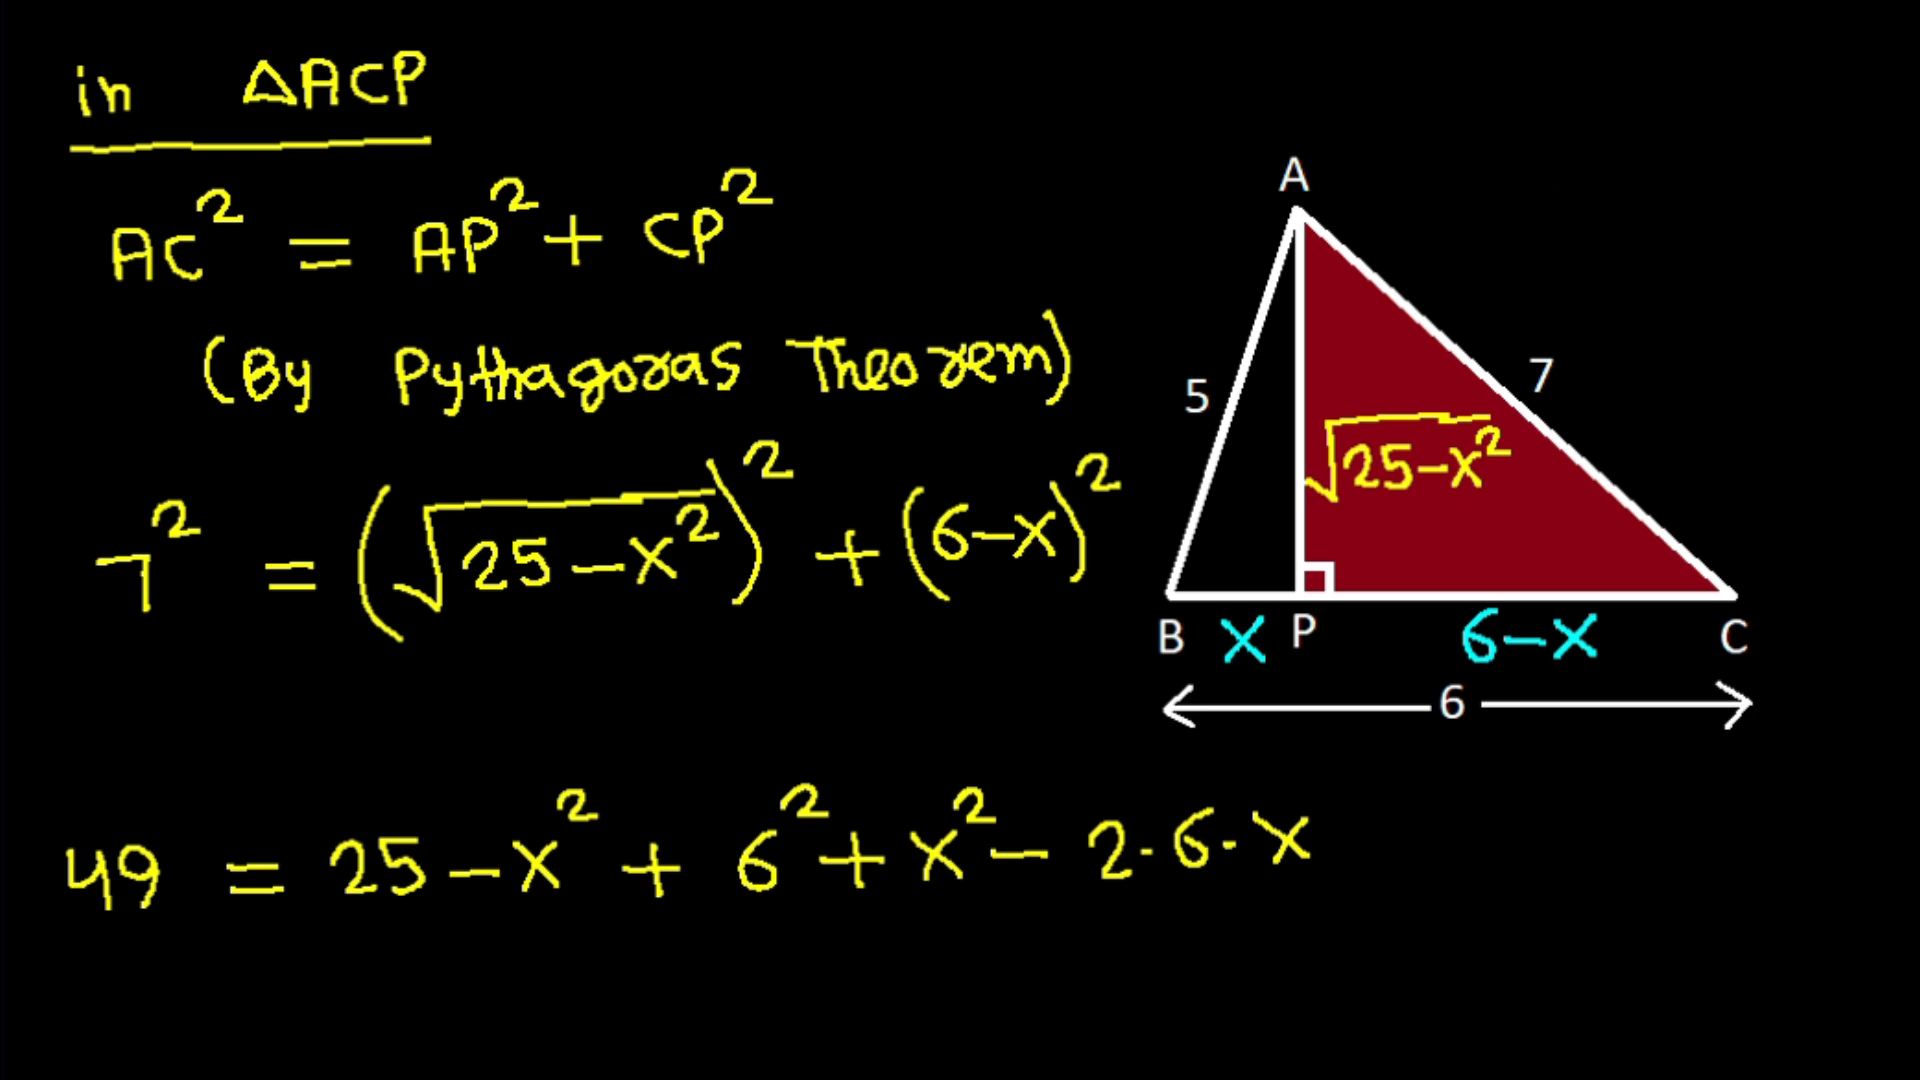 in ΔACP
AC² = AP² + CP²
(By Pythagoras Theorem)
7² = (√25-x²)² + (6-x)²
49 = 25 - x² + 6² + x² - 2·6·x
A
5
7
√25-x²
B x P 6-x C
6